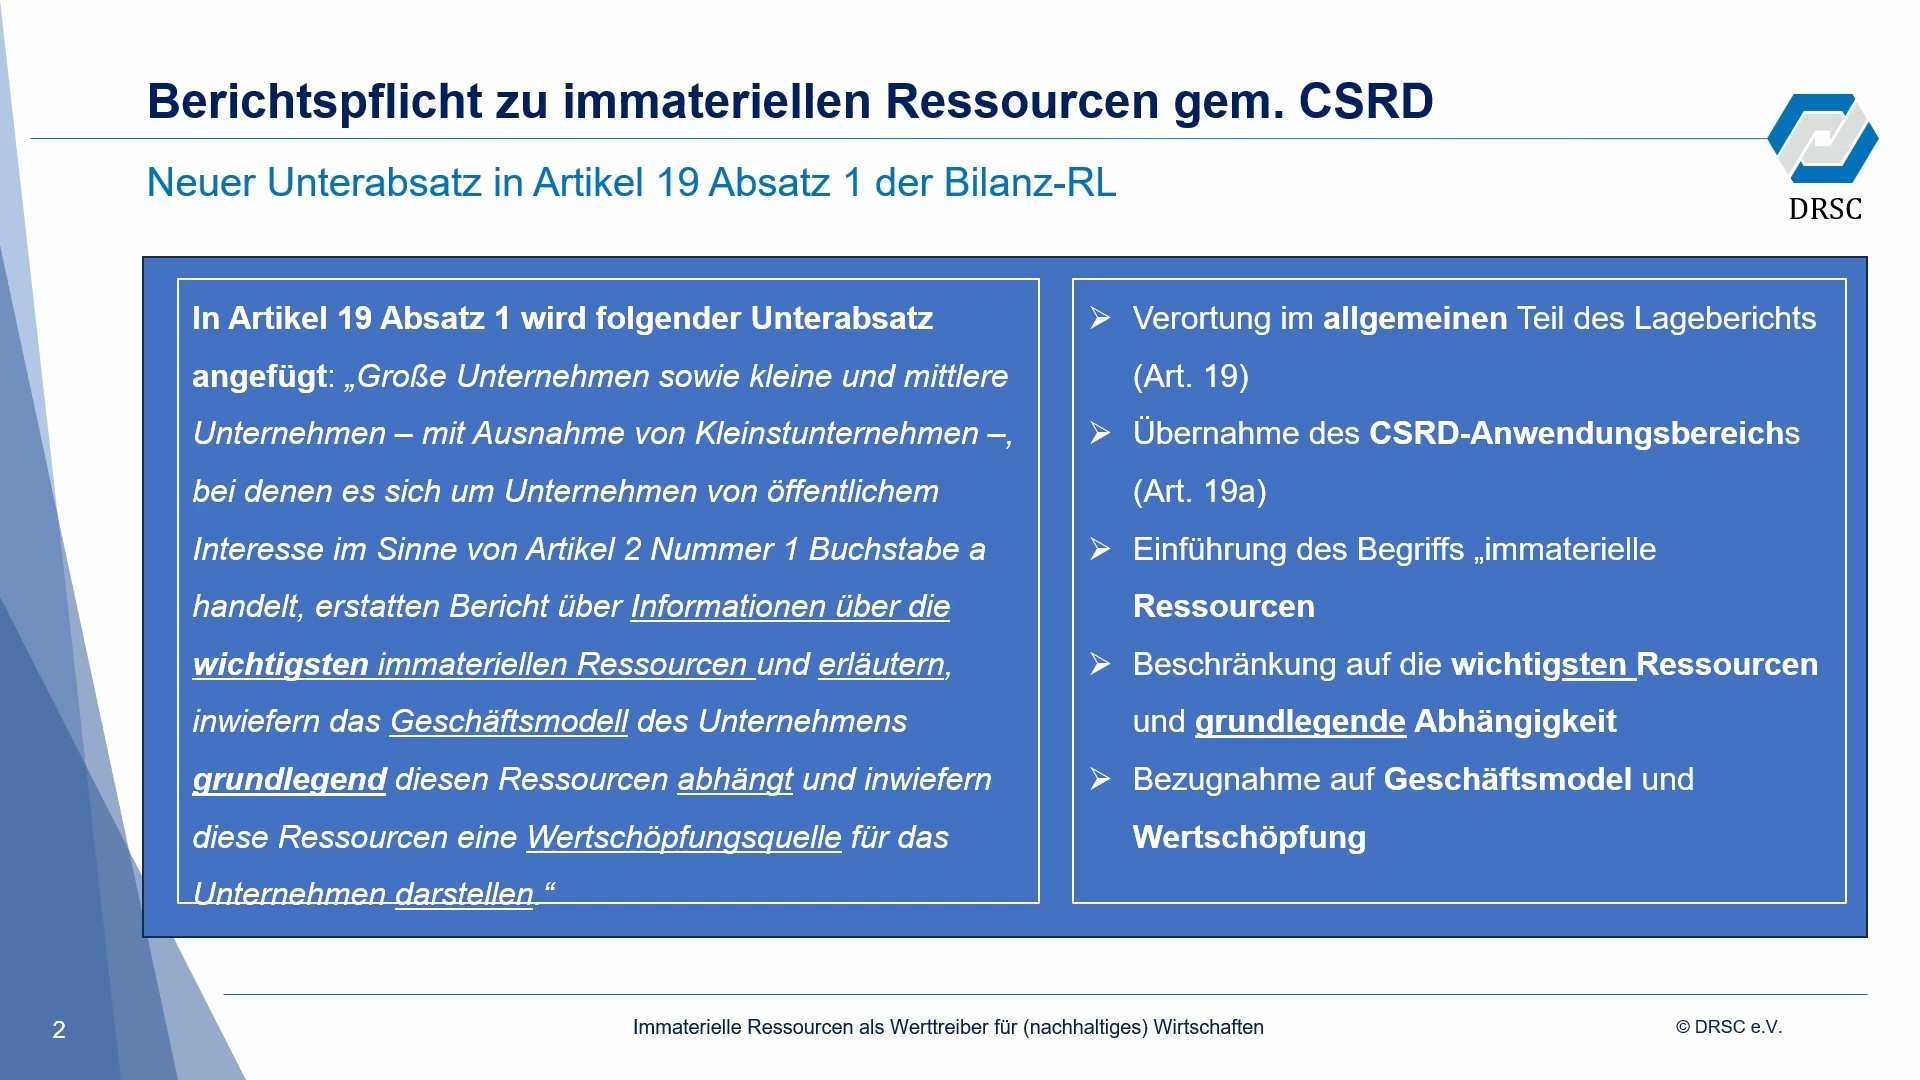 Berichtspflicht zu immateriellen Ressourcen gem. CSRD
Neuer Unterabsatz in Artikel 19 Absatz 1 der Bilanz-RL
DRSC
In Artikel 19 Absatz 1 wird folgender Unterabsatz
angefügt: „Große Unternehmen sowie kleine und mittlere
Unternehmen – mit Ausnahme von Kleinstunternehmen –,
bei denen es sich um Unternehmen von öffentlichem
Interesse im Sinne von Artikel 2 Nummer 1 Buchstabe a
handelt, erstatten Bericht über Informationen über die
wichtigsten immateriellen Ressourcen und erläutern,
inwiefern das Geschäftsmodell des Unternehmens
grundlegend diesen Ressourcen abhängt und inwiefern
diese Ressourcen eine Wertschöpfungsquelle für das
Unternehmen darstellen.“
➢ Verortung im allgemeinen Teil des Lageberichts
(Art. 19)
➢ Übernahme des CSRD-Anwendungsbereichs
(Art. 19a)
➢ Einführung des Begriffs „immaterielle
Ressourcen
➢ Beschränkung auf die wichtigsten Ressourcen
und grundlegende Abhängigkeit
➢ Bezugnahme auf Geschäftsmodel und
Wertschöpfung
2
Immaterielle Ressourcen als Werttreiber für (nachhaltiges) Wirtschaften
© DRSC e.V.